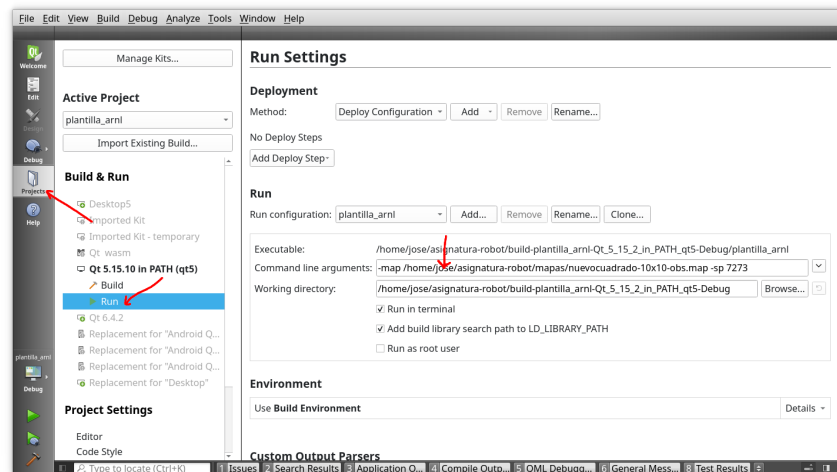 File Edit View Build Debug Analyze Tools Window Help
Welcome
Edit
Design
Debug
Projects
Help
plantilla_arnl
Debug
Manage Kits...
Active Project
plantilla_arnl
Import Existing Build...
Build & Run
Desktop5
Imported Kit
Imported Kit - temporary
Qt wasm
Qt 5.15.10 in PATH (qt5)
Build
Run
Qt 6.4.2
Replacement for "Android Q...
Replacement for "Android Q...
Replacement for "Android Q...
Replacement for "Desktop"
Project Settings
Editor
Code Style
Run Settings
Deployment
Method: Deploy Configuration Add Remove Rename...
No Deploy Steps
Add Deploy Step
Run
Run configuration: plantilla_arnl Add... Remove Rename... Clone...
Executable: /home/jose/asignatura-robot/build-plantilla_arnl-Qt_5_15_2_in_PATH_qt5-Debug/plantilla_arnl
Command line arguments: -map /home/jose/asignatura-robot/mapas/nuevocuadrado-10x10-obs.map -sp 7273
Working directory: /home/jose/asignatura-robot/build-plantilla_arnl-Qt_5_15_2_in_PATH_qt5-Debug Browse...
Run in terminal
Add build library search path to LD_LIBRARY_PATH
Run as root user
Environment
Use Build Environment Details
Custom Output Parsers
Type to locate (Ctrl+K) 1 Issues 2 Search Results 3 Application O... 4 Compile Outp... 5 QML Debugg... 6 General Mess... 8 Test Results